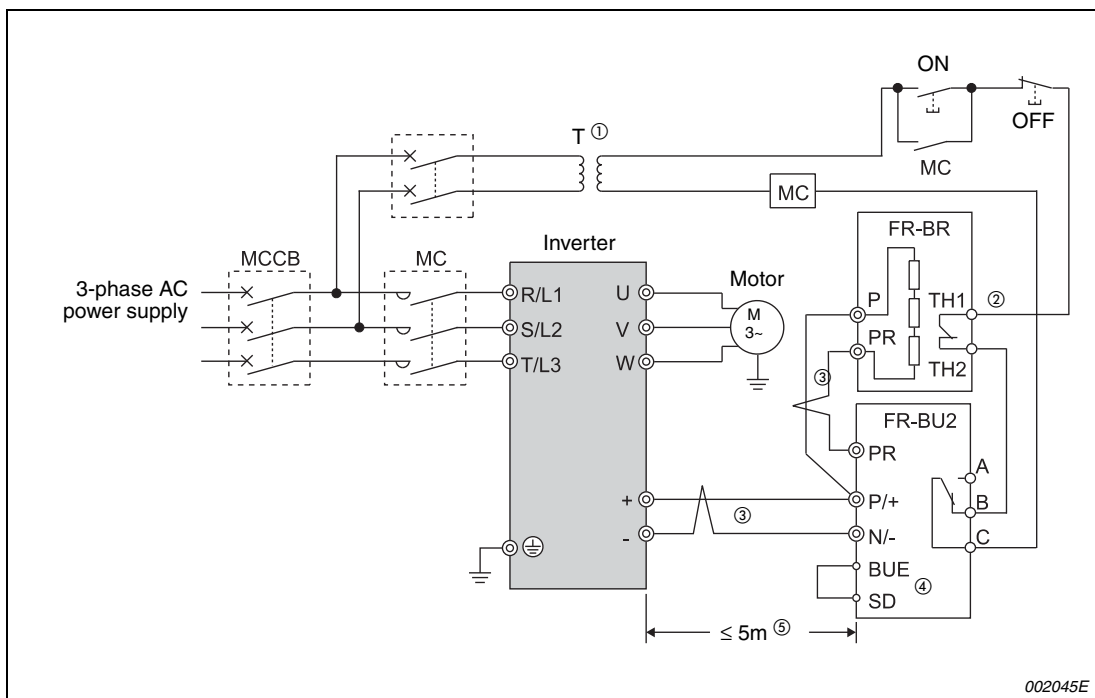 ON
OFF
T ①
MC
MC
FR-BR
Inverter
MCCB
MC
Motor
3-phase AC
power supply
R/L1
U
M
3~
P
TH1
②
S/L2
V
PR
T/L3
W
TH2
③
FR-BU2
PR
A
+
③
P/+
B
-
N/-
C
BUE
④
SD
≤ 5m ⑤
002045E